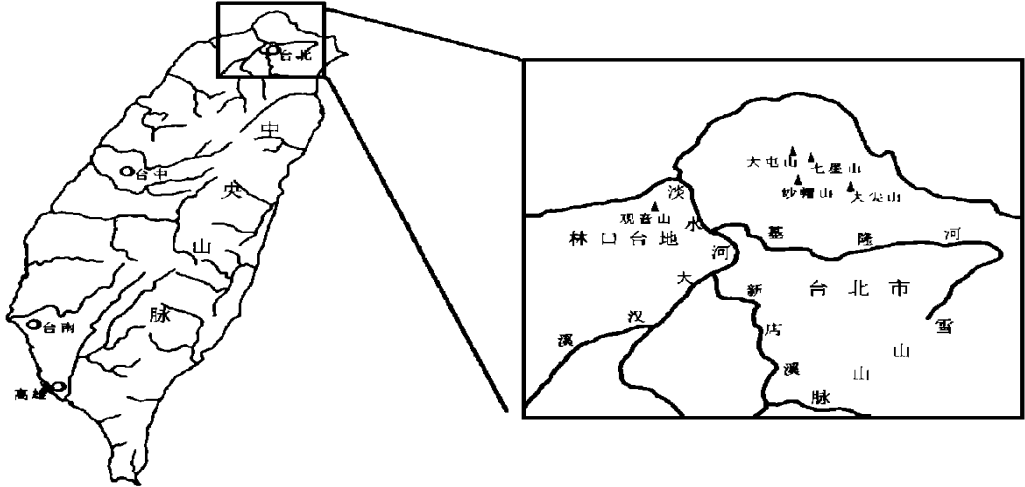 台北
中央山脉
台中
台南
高雄
大屯山
七星山
纱帽山
大尖山
观音山
淡水河
林口台地
基隆河
台北市
大汉溪
新店溪
雪山山脉